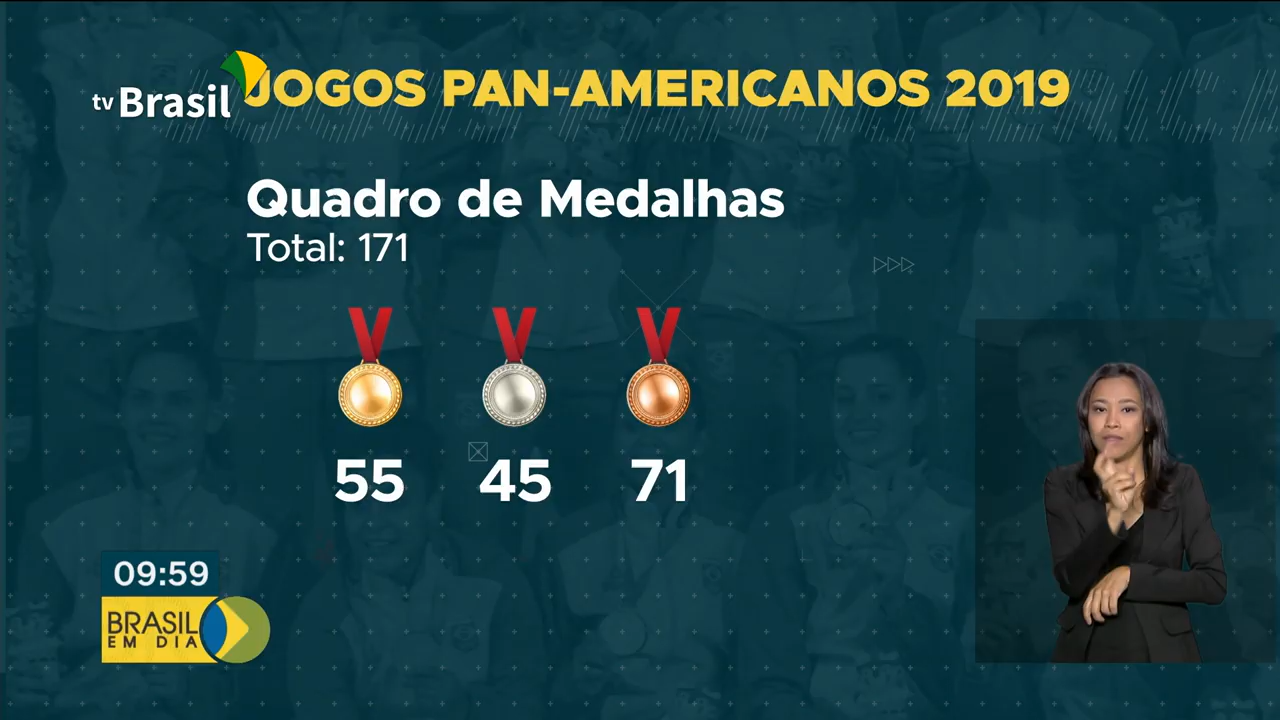 tv Brasil
JOGOS PAN-AMERICANOS 2019
Quadro de Medalhas
Total: 171
55 45 71
09:59
BRASIL
EM DIA